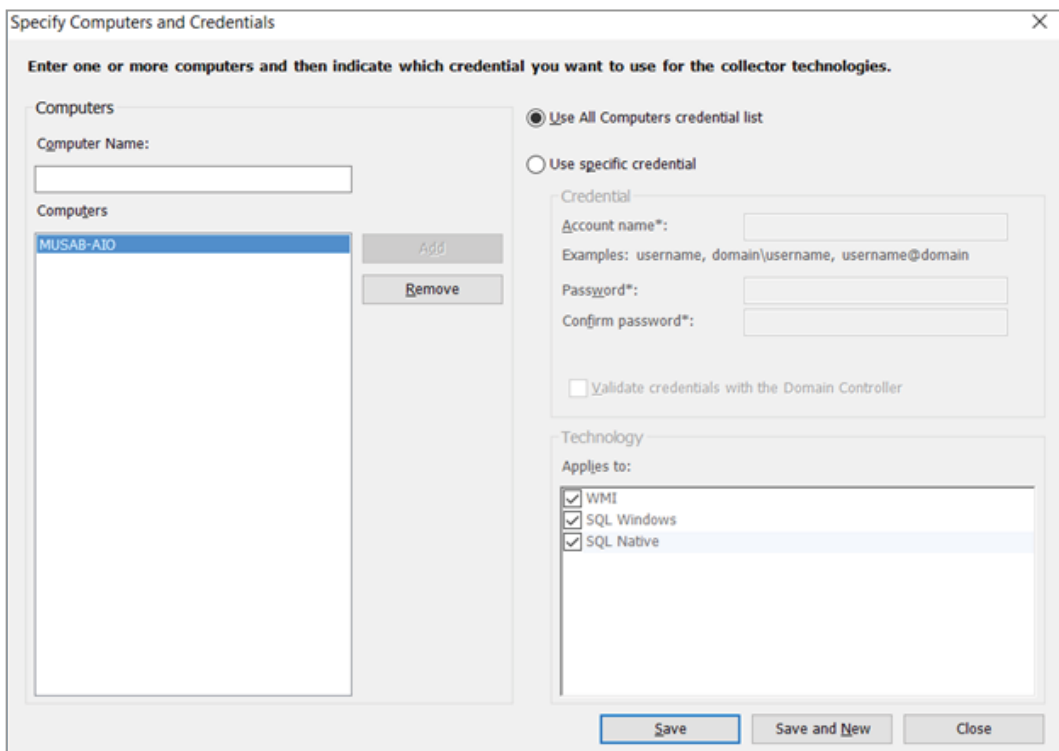 Specify Computers and Credentials
Enter one or more computers and then indicate which credential you want to use for the collector technologies.
Computers
Computer Name:
Computers
MUSAB-AIO
Add
Remove
Use All Computers credential list
Use specific credential
Credential
Account name*:
Examples: username, domain\username, username@domain
Password*:
Confirm password*:
Validate credentials with the Domain Controller
Technology
Applies to:
WMI
SQL Windows
SQL Native
Save
Save and New
Close